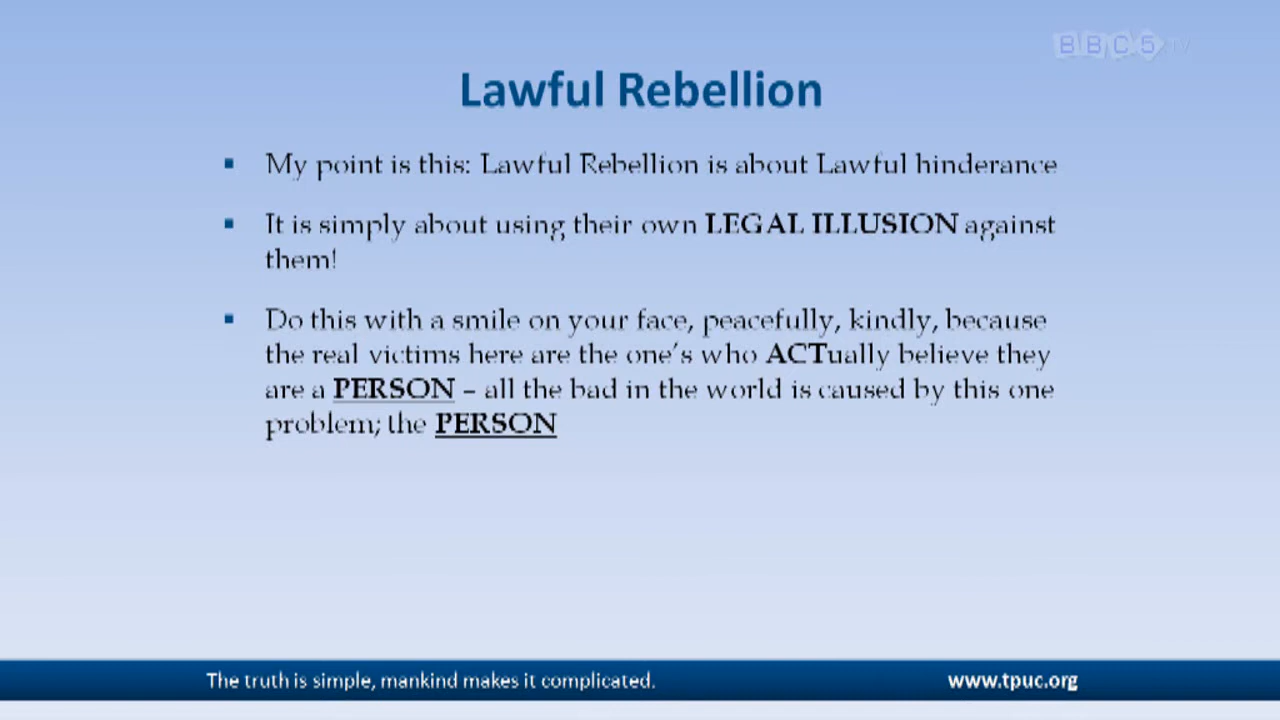 BBC5.TV
Lawful Rebellion
▪ My point is this: Lawful Rebellion is about Lawful hinderance
▪ It is simply about using their own LEGAL ILLUSION against
them!
▪ Do this with a smile on your face, peacefully, kindly, because
the real victims here are the one’s who ACTually believe they
are a PERSON – all the bad in the world is caused by this one
problem; the PERSON
The truth is simple, mankind makes it complicated.
www.tpuc.org